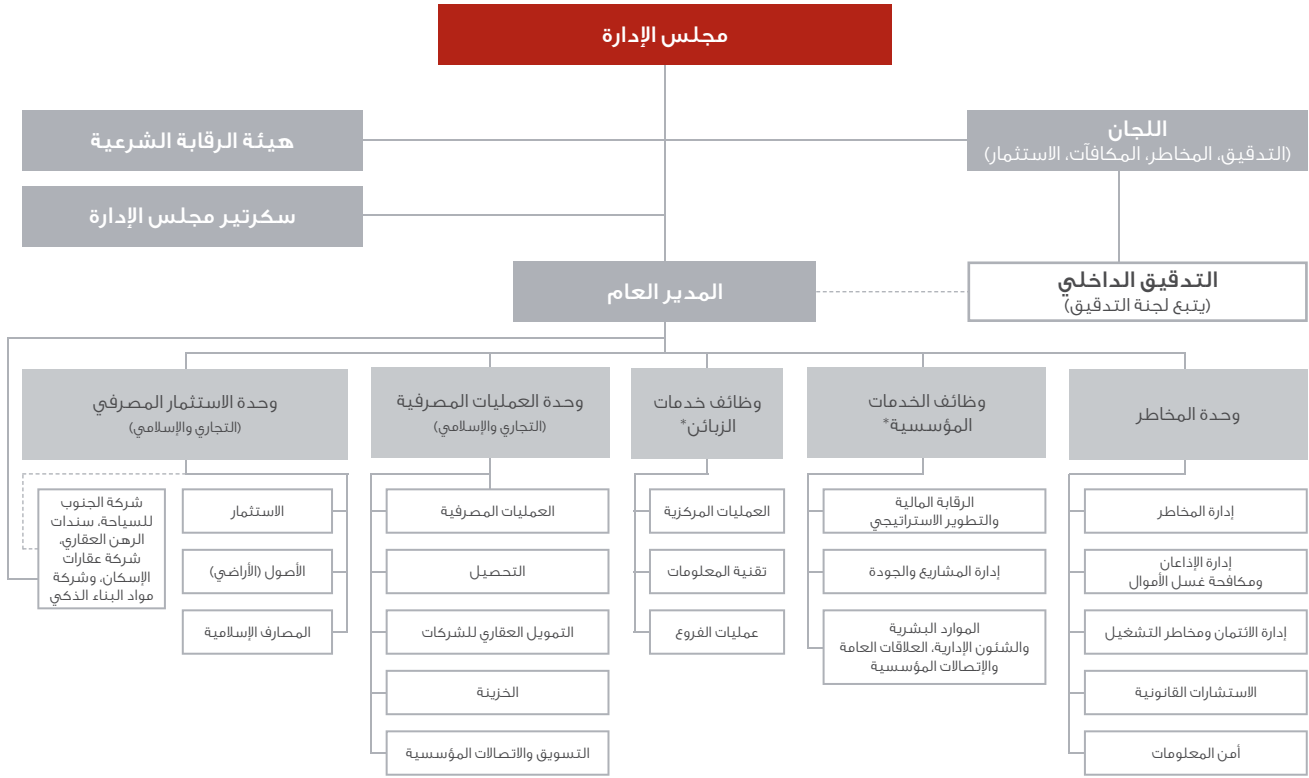 مجلس الإدارة
اللجان
(التدقيق، المخاطر، المكافآت، الاستثمار)
هيئة الرقابة الشرعية
سكرتير مجلس الإدارة
التدقيق الداخلي
(يتبع لجنة التدقيق)
المدير العام
وحدة المخاطر
إدارة المخاطر
إدارة الإذاعان
ومكافحة غسل الأموال
إدارة الائتمان ومخاطر التشغيل
الاستشارات القانونية
أمن المعلومات
وظائف الخدمات
المؤسسية*
الرقابة المالية
والتطوير الاستراتيجي
إدارة المشاريع والجودة
الموارد البشرية
والشئون الإدارية، العلاقات العامة
والإتصالات المؤسسية
وظائف خدمات
الزبائن*
العمليات المركزية
تقنية المعلومات
عمليات الفروع
وحدة العمليات المصرفية
(التجاري والإسلامي)
العمليات المصرفية
التحصيل
التمويل العقاري للشركات
الخزينة
التسويق والاتصالات المؤسسية
وحدة الاستثمار المصرفي
(التجاري والإسلامي)
الاستثمار
الأصول (الأراضي)
المصارف الإسلامية
شركة الجنوب
للسياحة، سندات
الرهن العقاري،
شركة عقارات
الإسكان، وشركة
مواد البناء الذكي